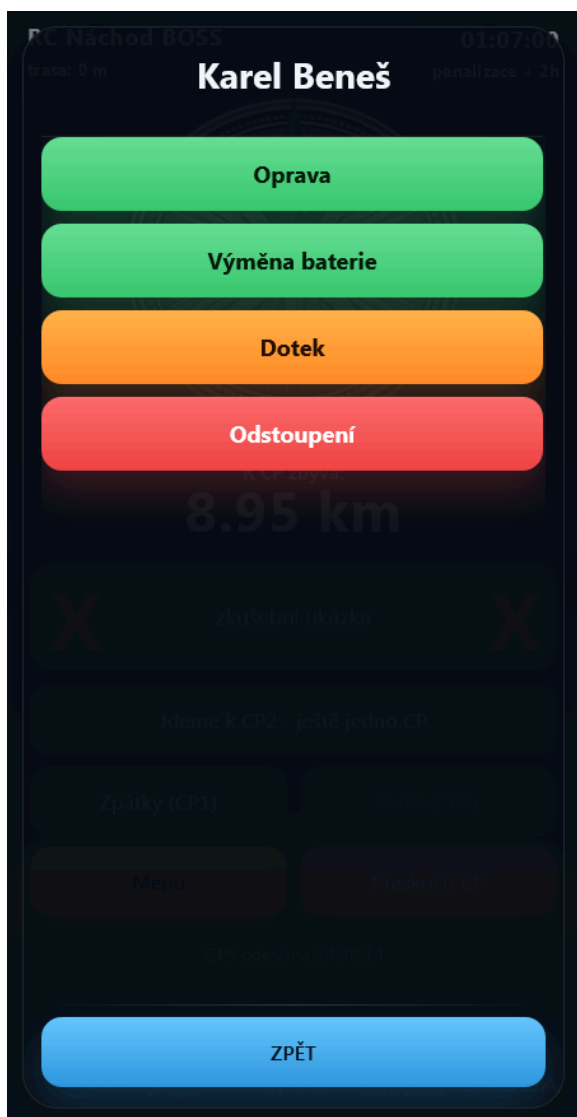 RC Náchod BOSS
01:07:00
trasa: 0 m
penalizace + 2h
Karel Beneš
Oprava
Výměna baterie
Dotek
Odstoupení
K CP zbývá:
8.95 km
X
zkušební ukázka
X
Jdeme k CP2 - ještě jedno CP
Zpátky (CP1)
Menu
Přeskočit CP
ZPĚT